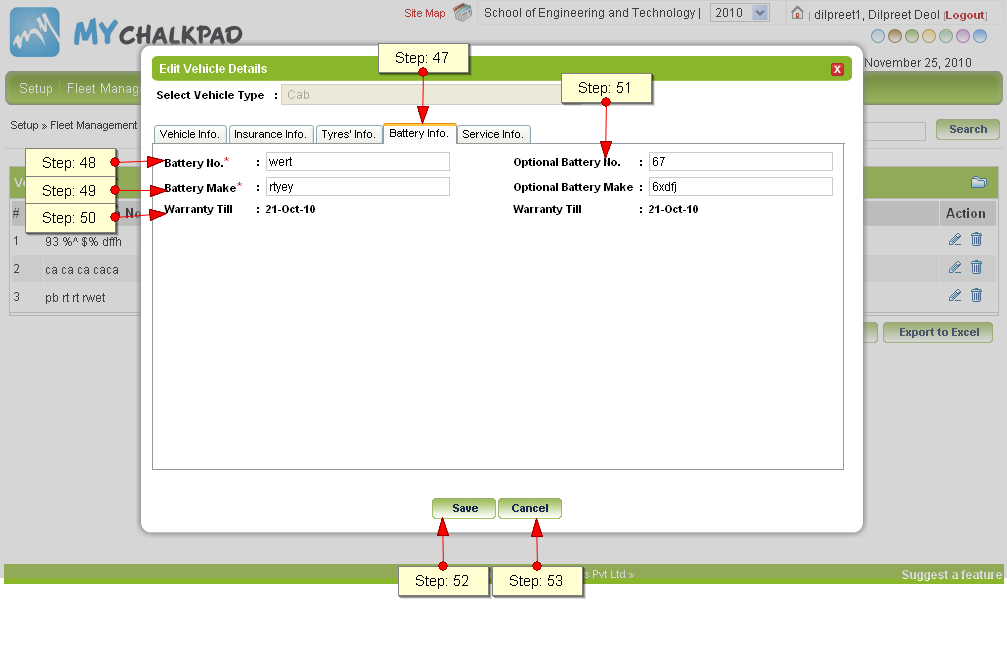 Site Map School of Engineering and Technology | 2010 | dilpreet1, Dilpreet Deol [Logout]
MYCHALKPAD
November 25, 2010
Setup Fleet Manag
Setup » Fleet Management
Search
Step: 47
Edit Vehicle Details X
Select Vehicle Type : Cab
Step: 51
Vehicle Info. Insurance Info. Tyres' Info. Battery Info. Service Info.
Step: 48
Battery No.* : wert Optional Battery No. : 67
Step: 49
Battery Make* : rtyey Optional Battery Make : 6xdfj
Step: 50
Warranty Till : 21-Oct-10 Warranty Till : 21-Oct-10
# No Action
1 93 %^ $% dffh
2 ca ca ca caca
3 pb rt rt rwet
Export to Excel
Save Cancel
Step: 52 Step: 53
s Pvt Ltd »
Suggest a feature